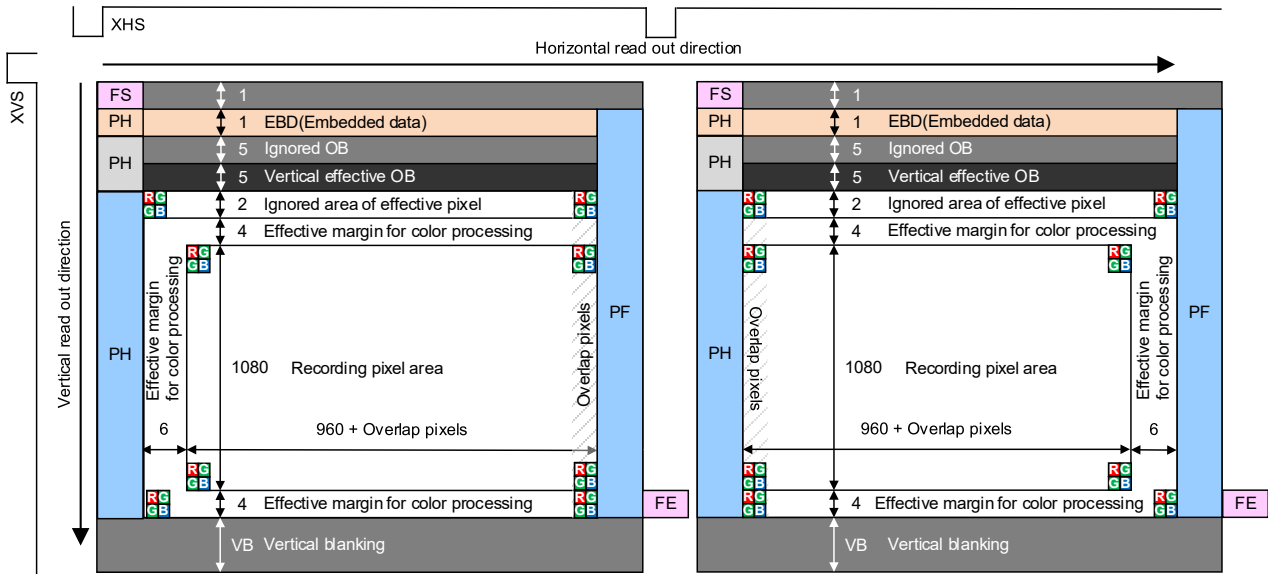 XHS
Horizontal read out direction
XVS
Vertical read out direction
FS
1
PH
1 EBD(Embedded data)
PH
5 Ignored OB
5 Vertical effective OB
R G
G B
2 Ignored area of effective pixel
R G
G B
4 Effective margin for color processing
R G
G B
R G
G B
PH
Effective margin
for color processing
1080 Recording pixel area
Overlap pixels
PF
6
960 + Overlap pixels
R G
G B
R G
G B
R G
G B
4 Effective margin for color processing
R G
G B
FE
VB Vertical blanking
FS
1
PH
1 EBD(Embedded data)
PH
5 Ignored OB
5 Vertical effective OB
R G
G B
2 Ignored area of effective pixel
R G
G B
4 Effective margin for color processing
R G
G B
R G
G B
PH
Overlap pixels
1080 Recording pixel area
Effective margin
for color processing
PF
960 + Overlap pixels
6
R G
G B
R G
G B
R G
G B
4 Effective margin for color processing
R G
G B
FE
VB Vertical blanking